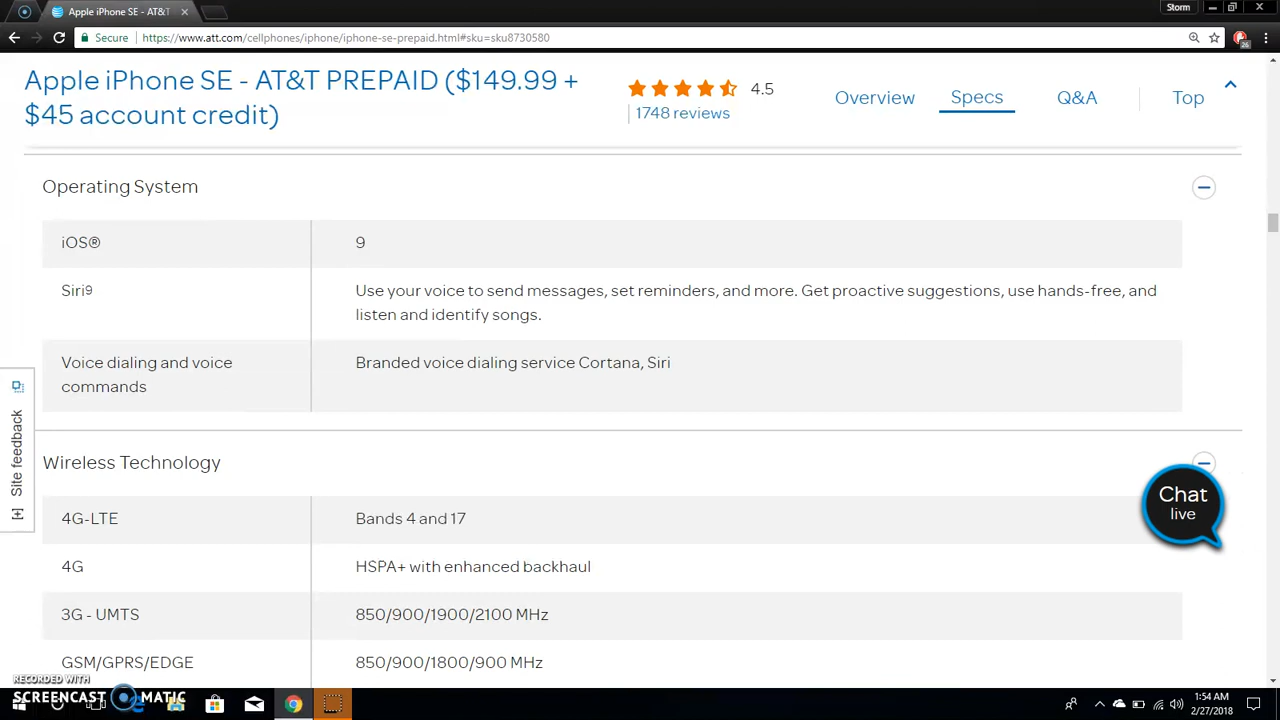 Apple iPhone SE - AT&T
Storm
Secure https://www.att.com/cellphones/iphone/iphone-se-prepaid.html#sku=sku8730580
26
Apple iPhone SE - AT&T PREPAID ($149.99 +
$45 account credit)
4.5
1748 reviews
Overview
Specs
Q&A
Top
Operating System
iOS® 9
Siri9 Use your voice to send messages, set reminders, and more. Get proactive suggestions, use hands-free, and
listen and identify songs.
Voice dialing and voice Branded voice dialing service Cortana, Siri
commands
Site feedback
[+]
Wireless Technology
4G-LTE Bands 4 and 17
Chat
live
4G HSPA+ with enhanced backhaul
3G - UMTS 850/900/1900/2100 MHz
GSM/GPRS/EDGE 850/900/1800/900 MHz
RECORDED WITH
SCREENCAST MATIC
1:54 AM
2/27/2018